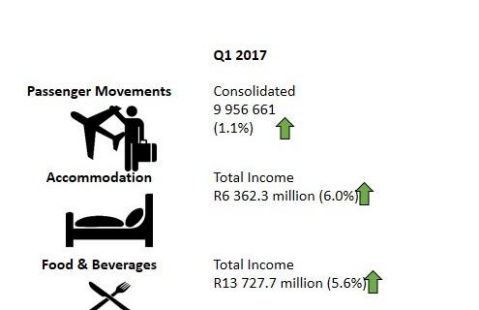 Q1 2017
Passenger Movements
Consolidated
9 956 661
(1.1%)
Accommodation
Total Income
R6 362.3 million (6.0%)
Food & Beverages
Total Income
R13 727.7 million (5.6%)